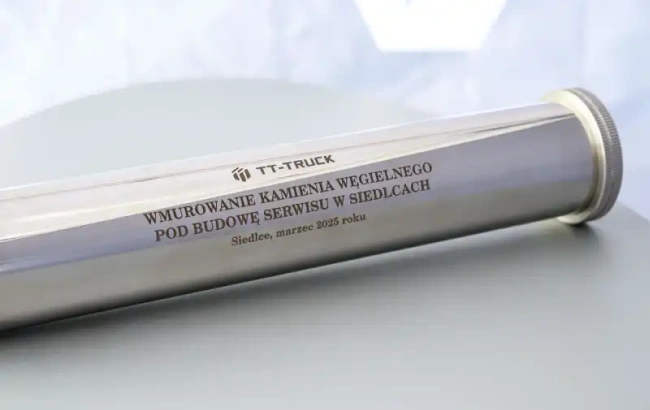 TT-TRUCK
WMUROWANIE KAMIENIA WĘGIELNEGO
POD BUDOWĘ SERWISU W SIEDLCACH
Siedlce, marzec 2025 roku